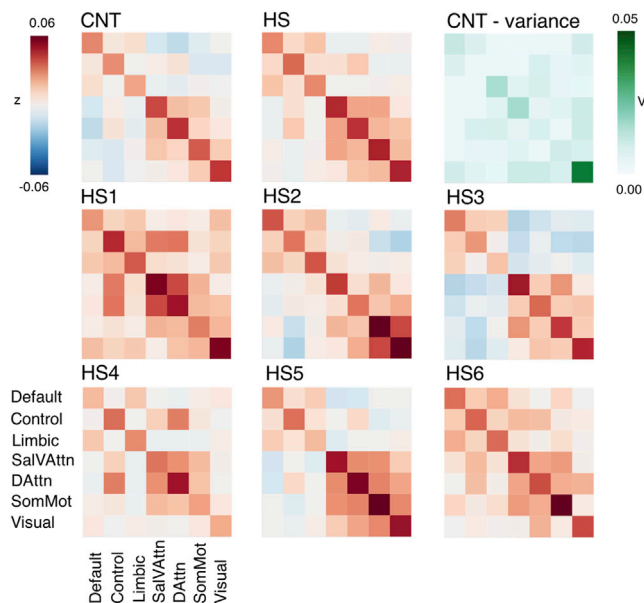 CNT
HS
CNT - variance
0.06
z
-0.06
0.05
V
0.00
HS1
HS2
HS3
HS4
HS5
HS6
Default
Control
Limbic
SalVAttn
DAttn
SomMot
Visual
Default
Control
Limbic
SalVAttn
DAttn
SomMot
Visual